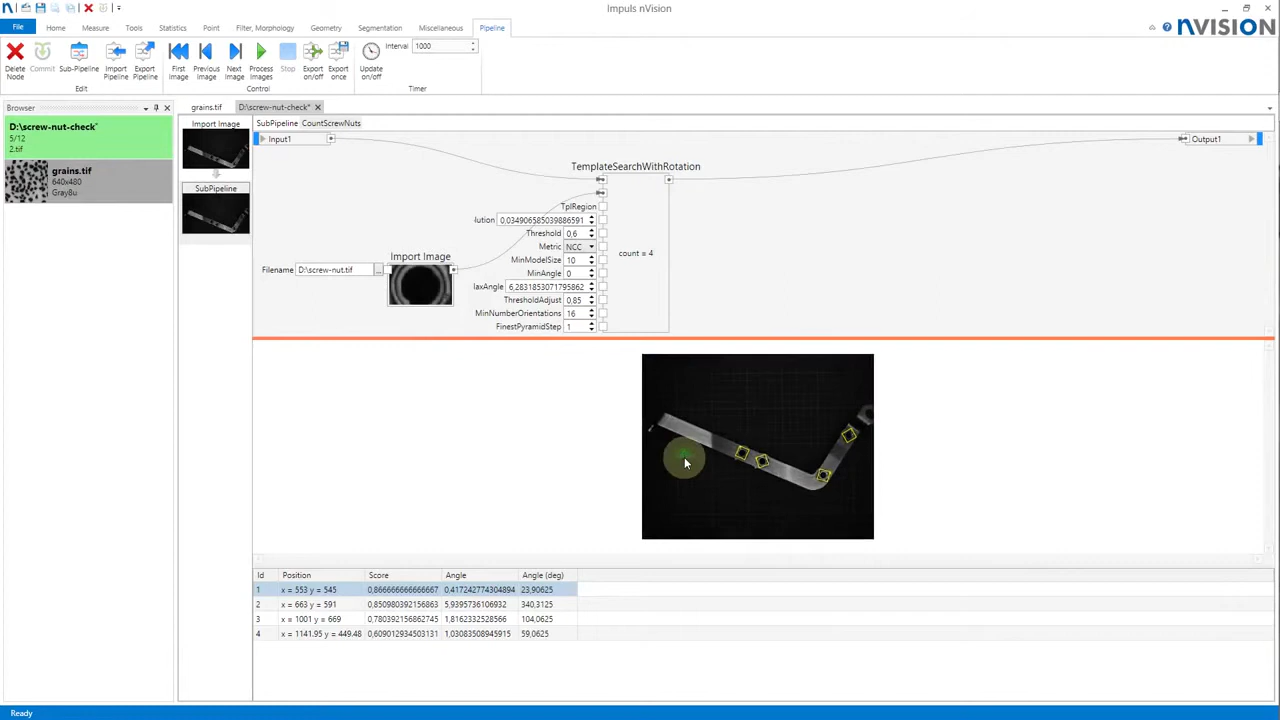 Impuls nVision
File
Home
Measure
Tools
Statistics
Point
Filter, Morphology
Geometry
Segmentation
Miscellaneous
Pipeline
nVISION
Delete Node
Commit
Sub-Pipeline
Import Pipeline
Export Pipeline
First Image
Previous Image
Next Image
Process Images
Stop
Export on/off
Export once
Update on/off
Interval 1000
Edit
Control
Timer
Browser
grains.tif
D:\screw-nut-check*
D:\screw-nut-check*
5/12
2.tif
grains.tif
640x480
Gray8u
Import Image
SubPipeline
SubPipeline CountScrewNuts
Input1
Output1
TemplateSearchWithRotation
TplRegion
lution 0,0349065850398865​91
Threshold 0,6
Metric NCC
MinModelSize 10
MinAngle 0
laxAngle 6,2831853071795862
ThresholdAdjust 0,85
MinNumberOrientations 16
FinestPyramidStep 1
count = 4
Import Image
Filename D:\screw-nut.tif ...
Id Position Score Angle Angle (deg)
1 x = 553 y = 545 0,866666666666667 0,417242774304894 23,90625
2 x = 663 y = 591 0,850980392156863 5,9395736106932 340,3125
3 x = 1001 y = 669 0,780392156862745 1,8162332528566 104,0625
4 x = 1141.95 y = 449.48 0,609012934503131 1,03083508945915 59,0625
Ready